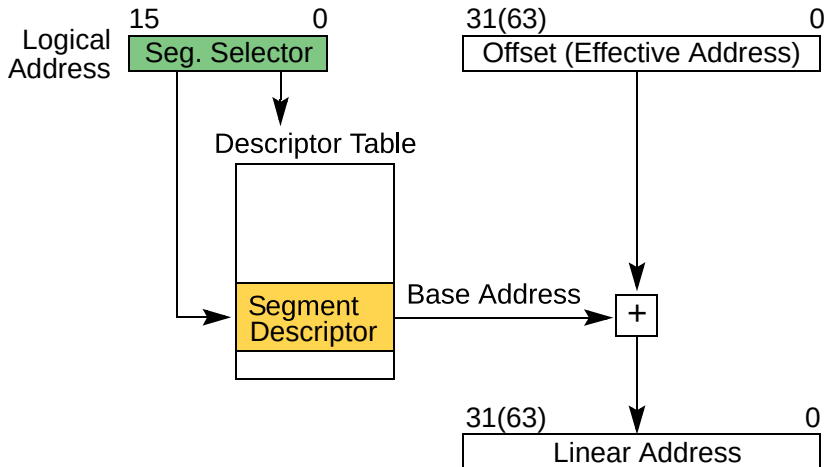 15 0
31(63) 0
Logical
Address
Seg. Selector
Offset (Effective Address)
Descriptor Table
Segment
Descriptor
Base Address
+
31(63) 0
Linear Address